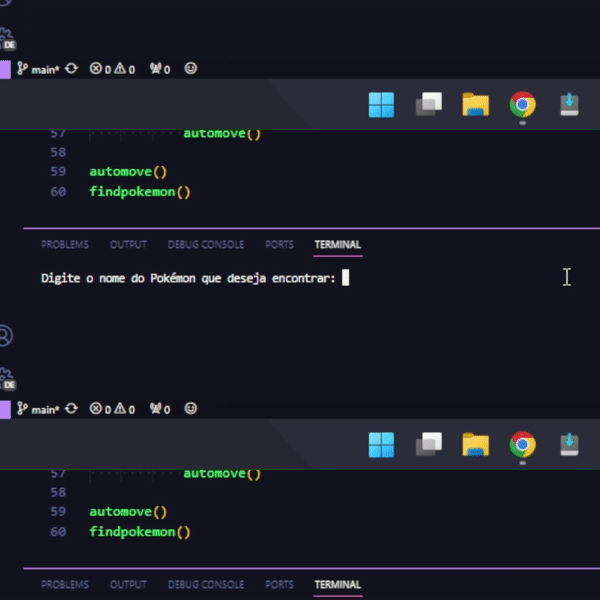 DE
main* 0 0 0
57 automove()
58
59 automove()
60 findpokemon()
PROBLEMS OUTPUT DEBUG CONSOLE PORTS TERMINAL
Digite o nome do Pokémon que deseja encontrar:
DE
main* 0 0 0
57 automove()
58
59 automove()
60 findpokemon()
PROBLEMS OUTPUT DEBUG CONSOLE PORTS TERMINAL